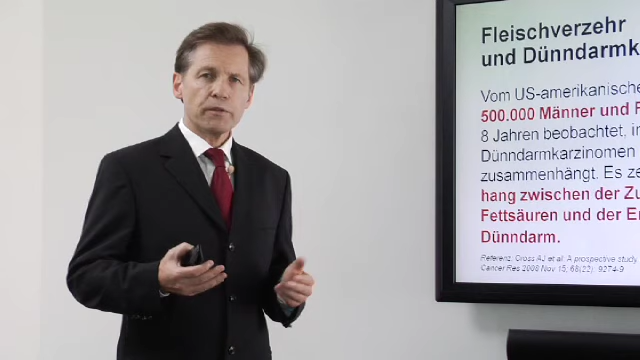 Fleischverzehr
und Dünndarmk
Vom US-amerikanische
500.000 Männer und F
8 Jahren beobachtet, i
Dünndarmkarzinomen
zusammenhängt. Es ze
hang zwischen der Zu
Fettsäuren und der Er
Dünndarm.
Referenz: Cross AJ et al. A prospective study
Cancer Res 2008 Nov 15; 68(22): 9274-9